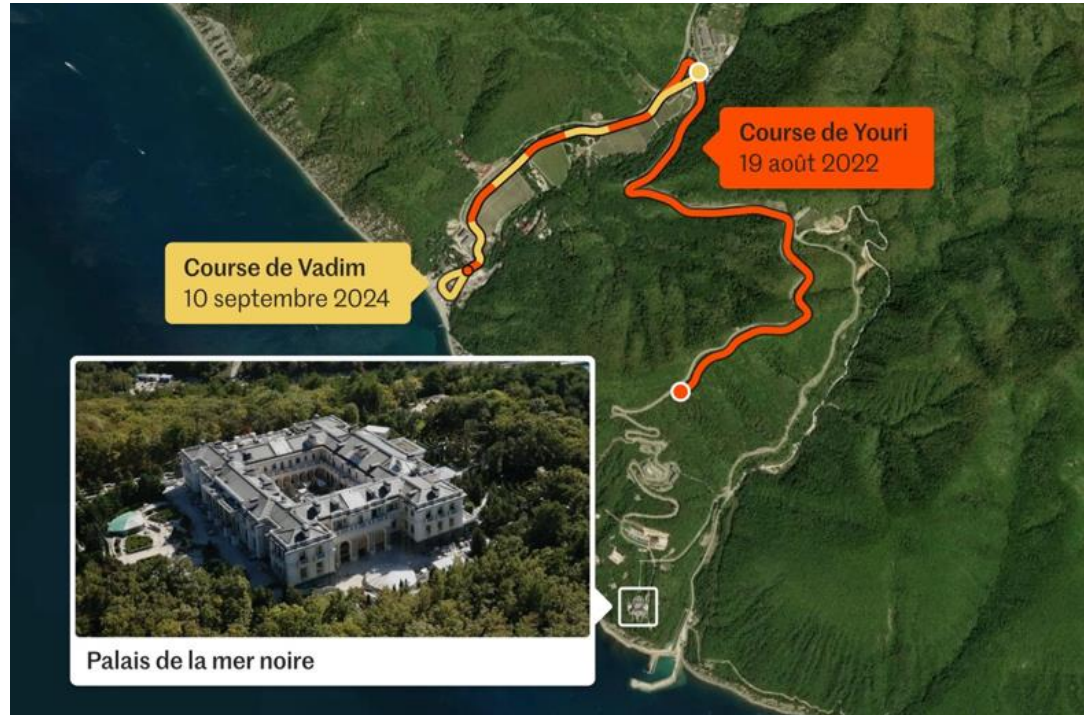 Course de Youri
19 août 2022
Course de Vadim
10 septembre 2024
Palais de la mer noire